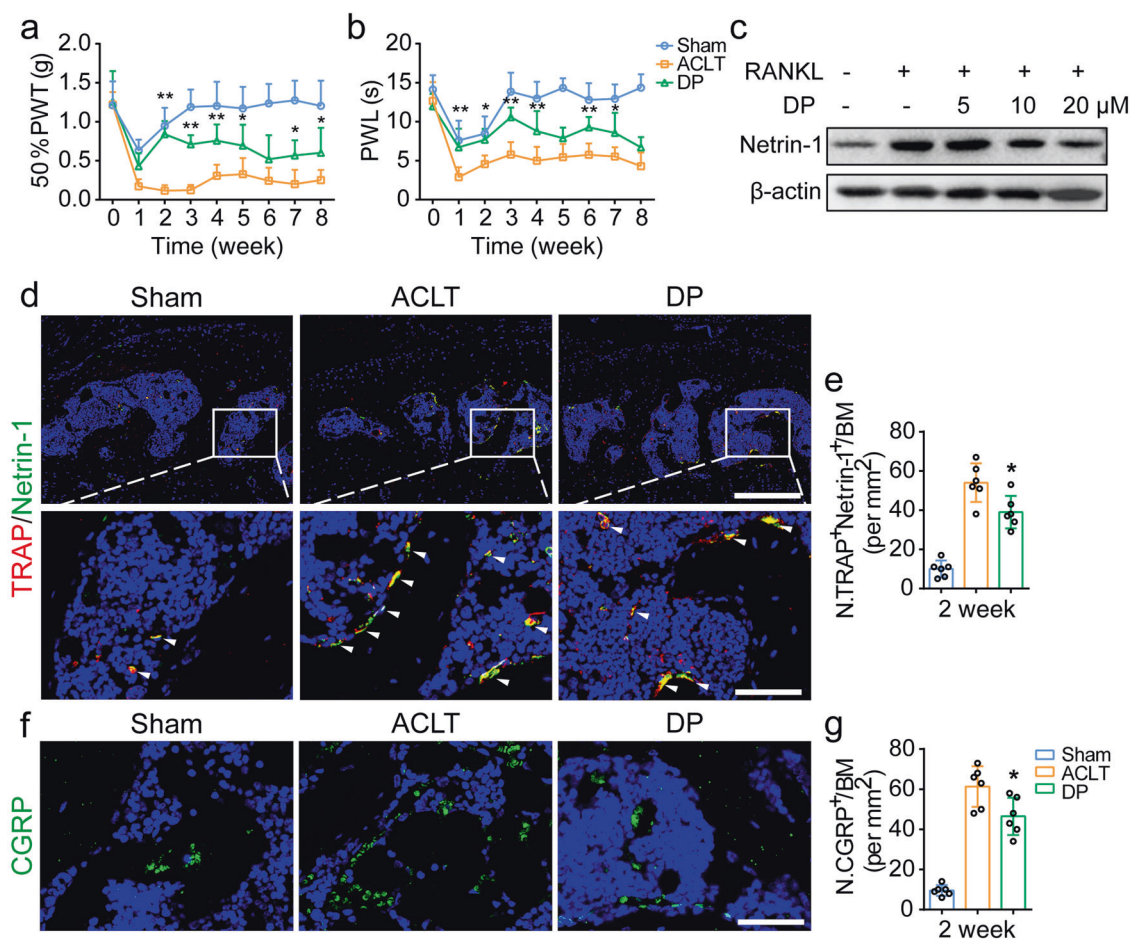 a
50 % PWT (g)
2.0
1.5
1.0
0.5
0.0
**
**
**
*
*
*
0 1 2 3 4 5 6 7 8
Time (week)
b
PWL (s)
20
15
10
5
0
**
*
**
**
**
*
0 1 2 3 4 5 6 7 8
Time (week)
Sham
ACLT
DP
c
RANKL - + + + +
DP - - 5 10 20 μM
Netrin-1
β-actin
d
Sham ACLT DP
TRAP/Netrin-1
e
N.TRAP+Netrin-1+/BM
(per mm²)
80
60
40
20
0
*
2 week
f
Sham ACLT DP
CGRP
g
N.CGRP+/BM
(per mm²)
80
60
40
20
0
*
2 week
Sham
ACLT
DP